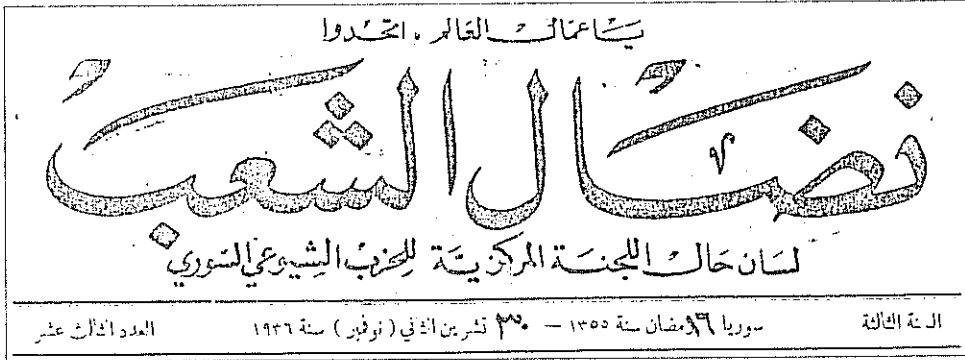 يا عمال العالم، اتحدوا
نضال الشعب
لسان حال اللجنة المركزية للحزب الشيوعي السوري
السنة الثالثة سوريا ١٦ رمضان سنة ١٣٥٥ – ٣٠ تشرين الثاني (نوفمبر) سنة ١٩٣٦ العدد الثالث عشر